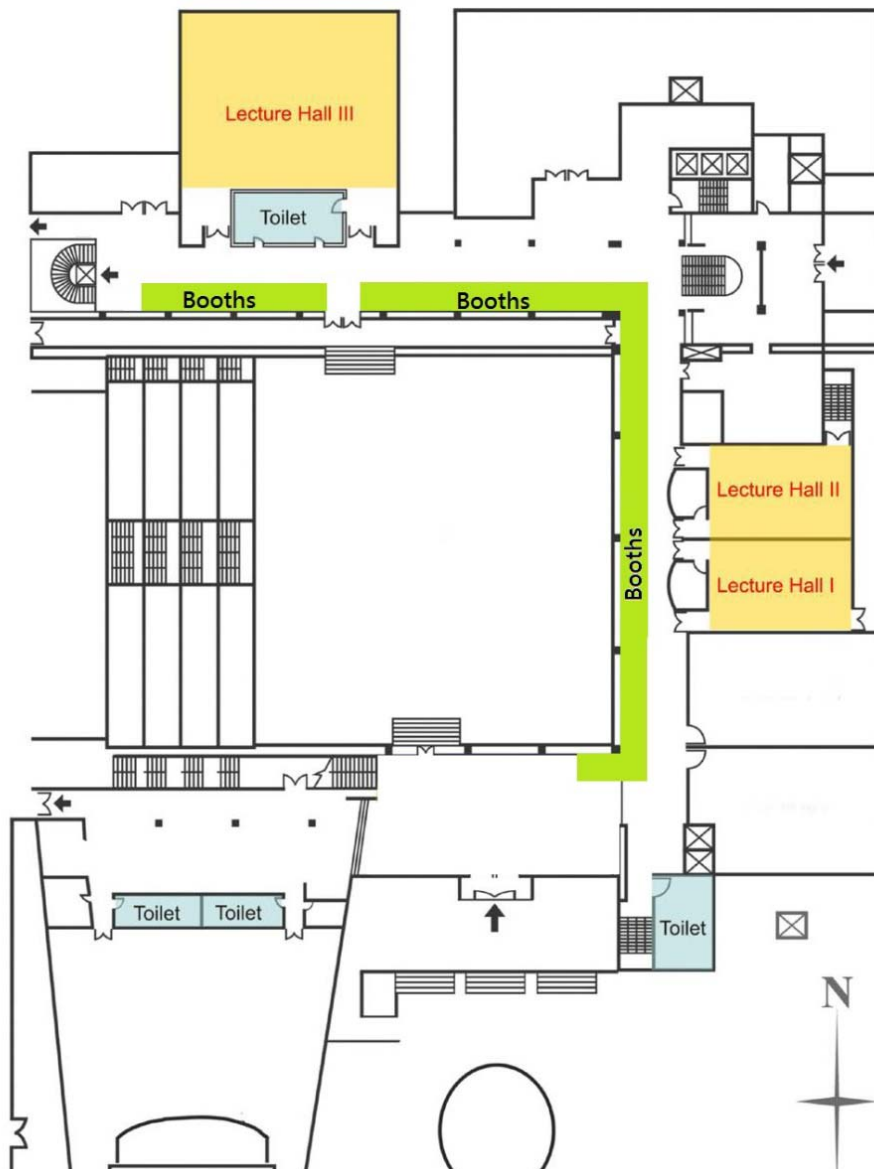 Lecture Hall III
Toilet
Booths
Booths
Lecture Hall II
Booths
Lecture Hall I
Toilet
Toilet
Toilet
N